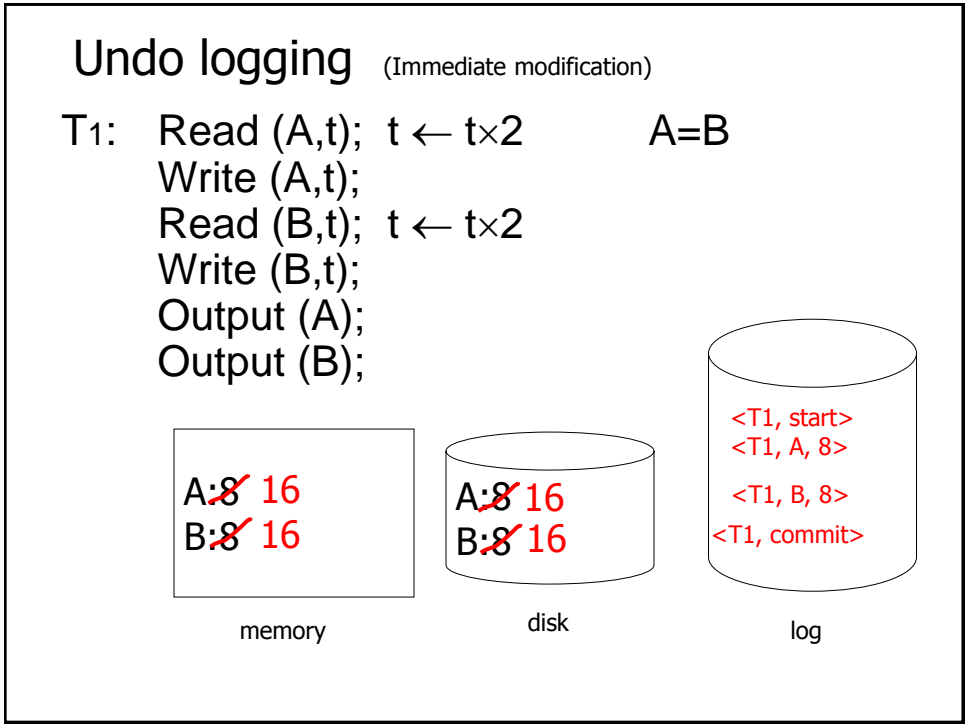 Undo logging (Immediate modification)
T1: Read (A,t); t ← t×2 A=B
Write (A,t);
Read (B,t); t ← t×2
Write (B,t);
Output (A);
Output (B);
A:8 16
B:8 16
memory
A:8 16
B:8 16
disk
<T1, start>
<T1, A, 8>
<T1, B, 8>
<T1, commit>
log